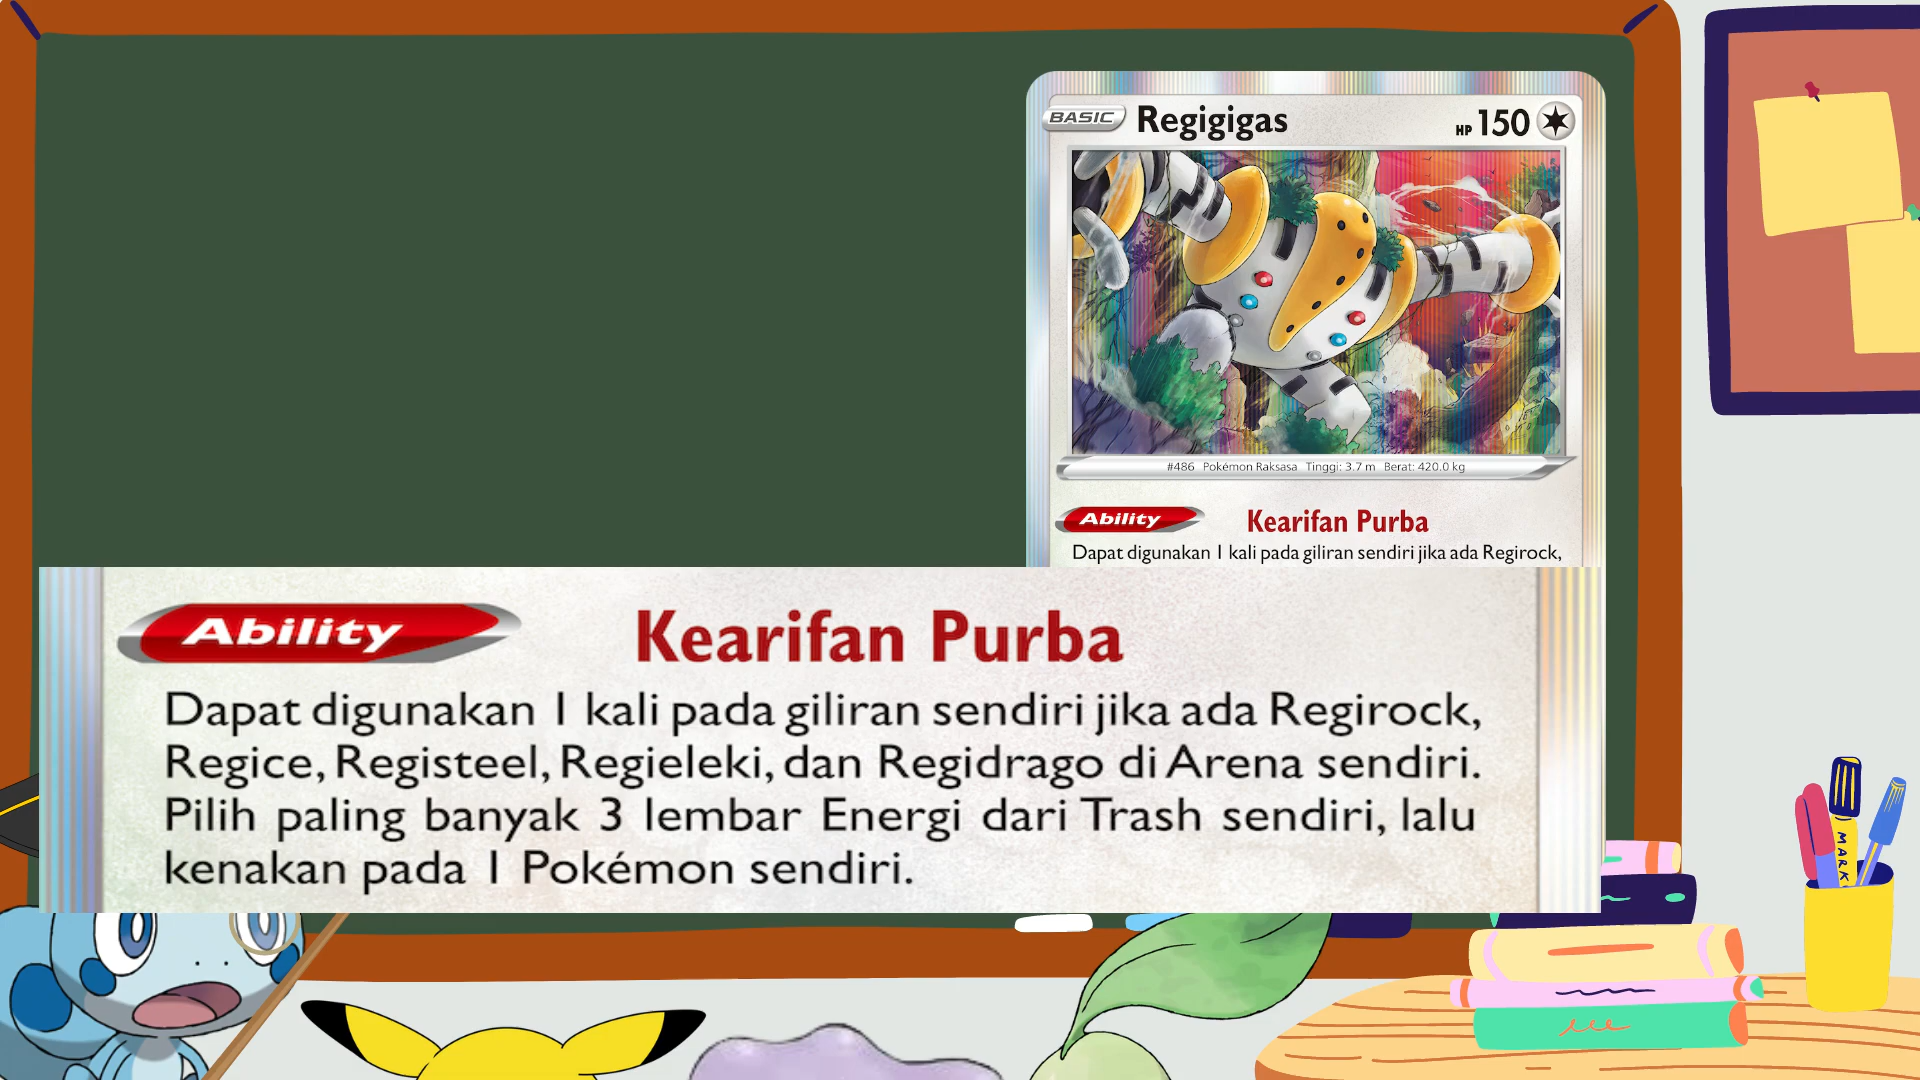 BASIC Regigigas HP 150
#486 Pokémon Raksasa Tinggi: 3.7 m Berat: 420.0 kg
Ability Kearifan Purba
Dapat digunakan 1 kali pada giliran sendiri jika ada Regirock,
Ability Kearifan Purba
Dapat digunakan 1 kali pada giliran sendiri jika ada Regirock,
Regice, Registeel, Regieleki, dan Regidrago di Arena sendiri.
Pilih paling banyak 3 lembar Energi dari Trash sendiri, lalu
kenakan pada 1 Pokémon sendiri.
MARK